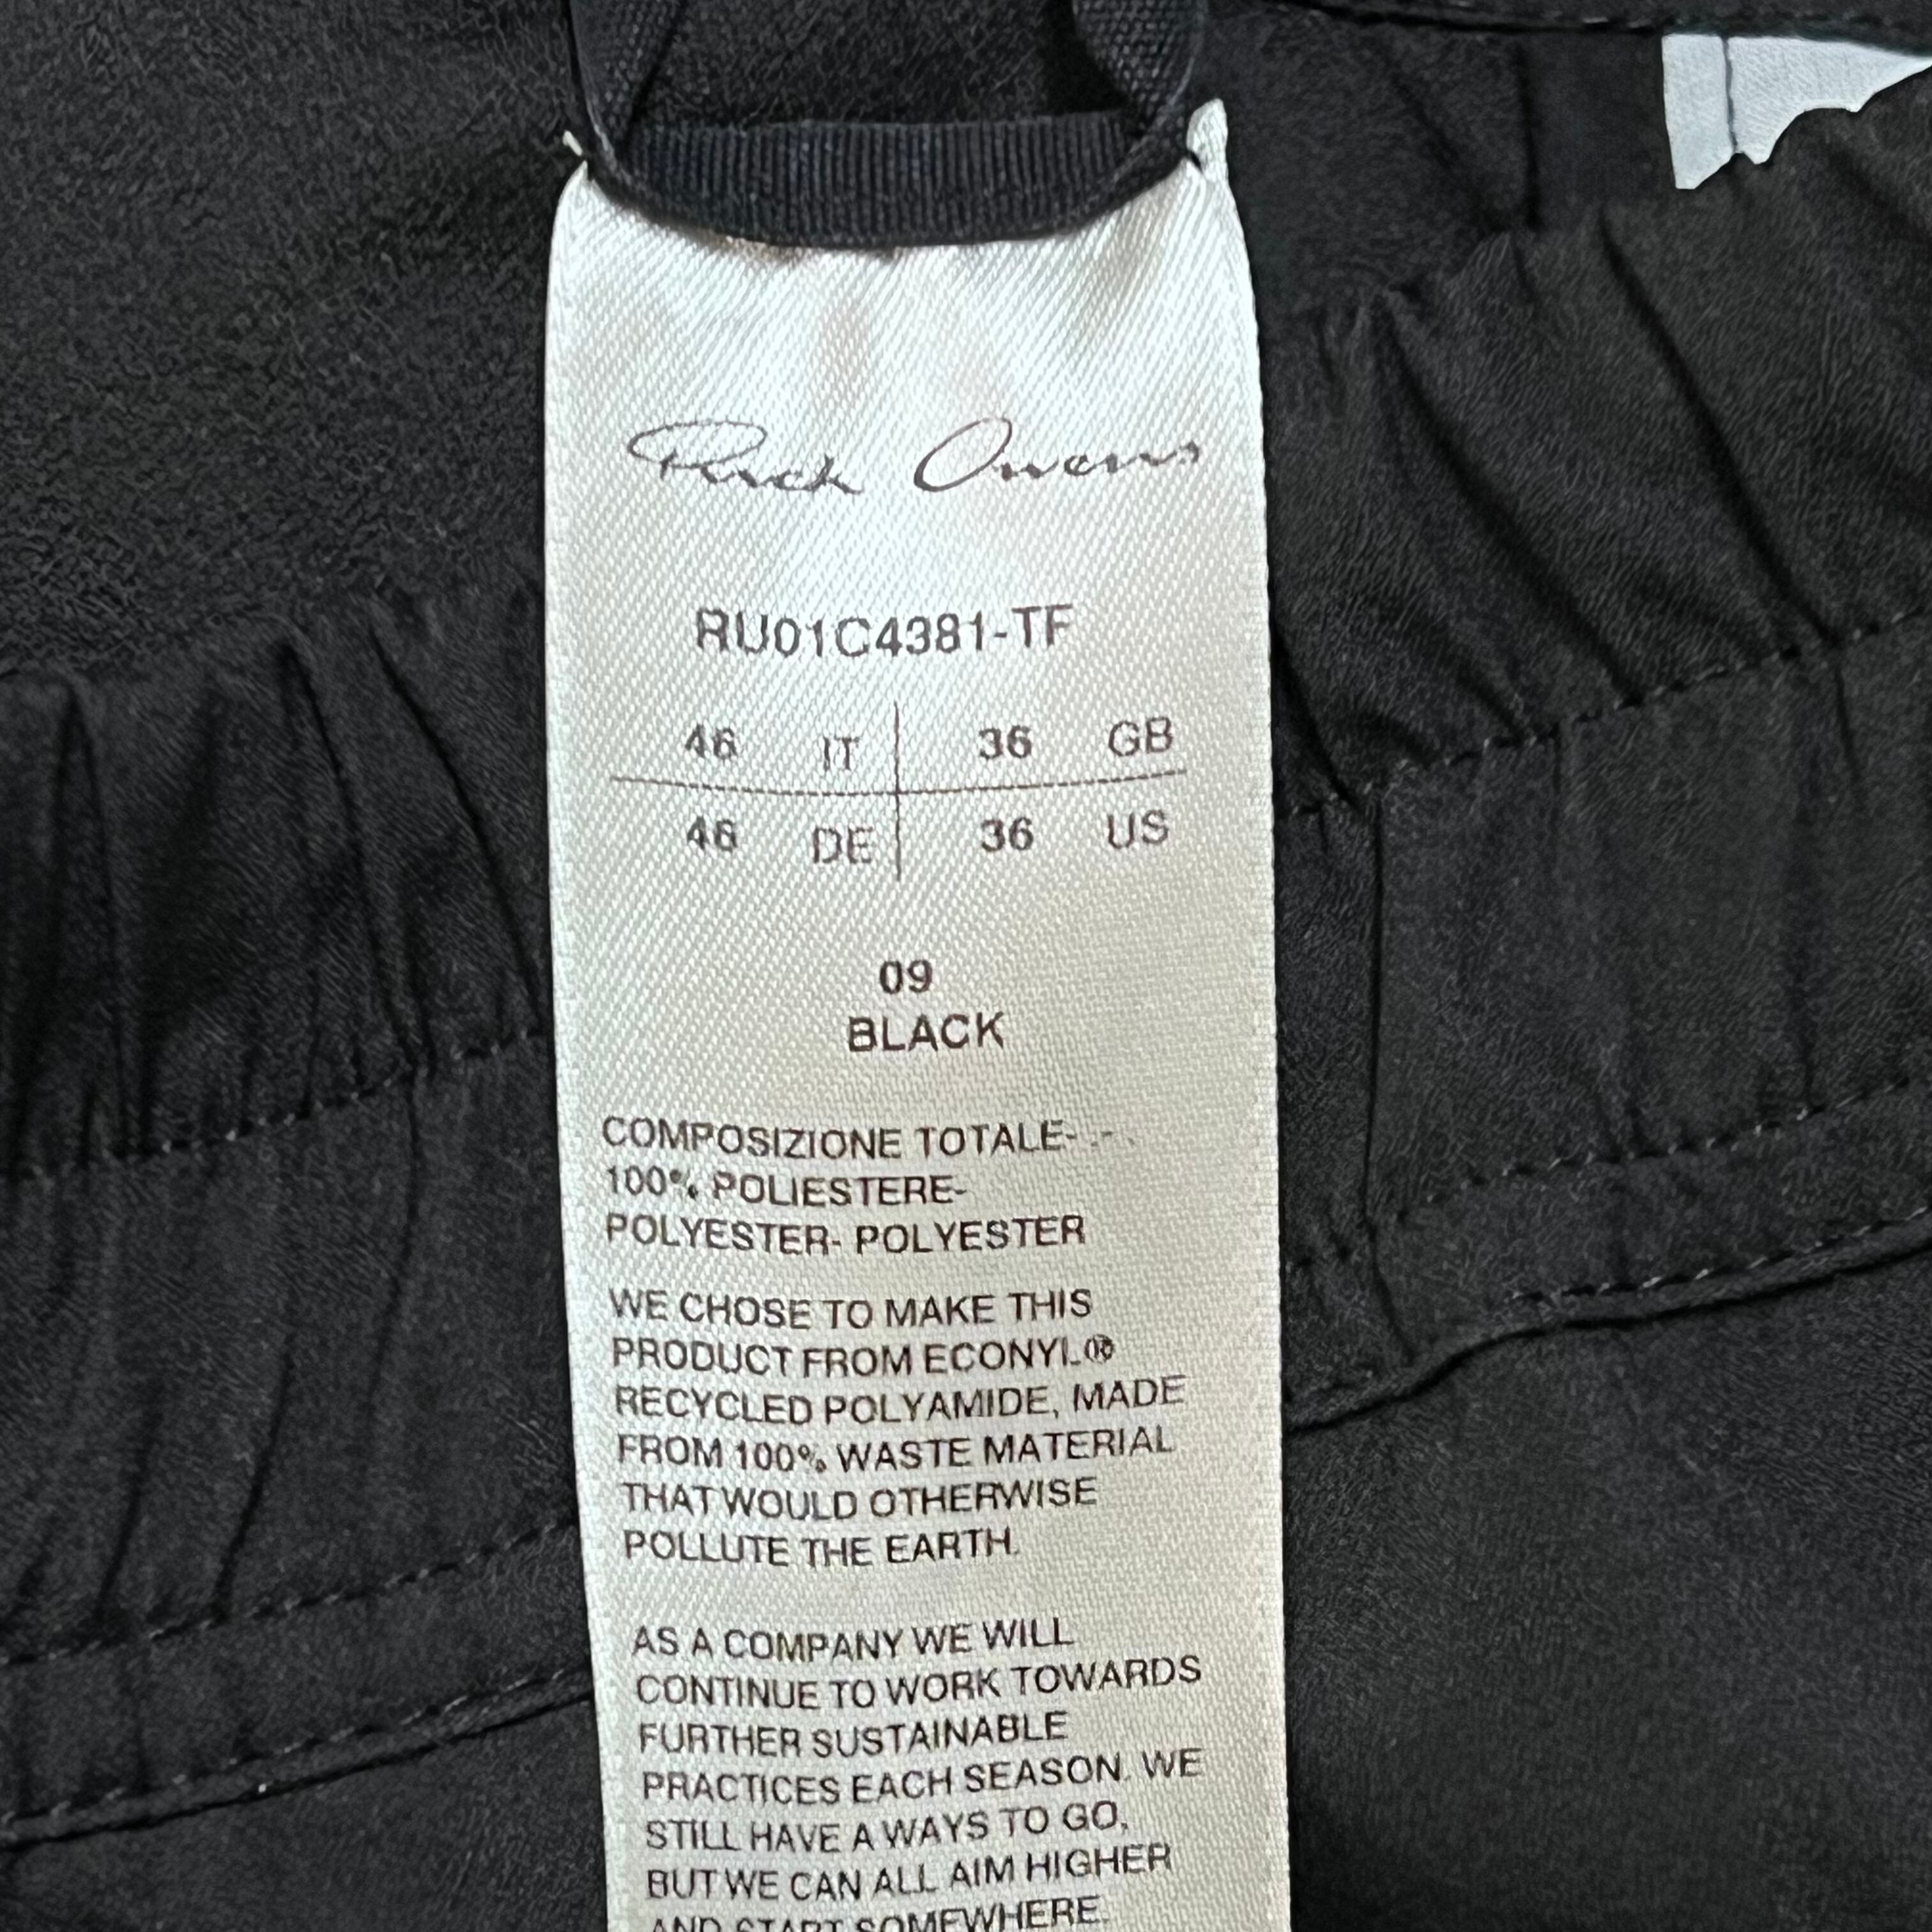 Rick Owens
RU01C4381-TF
46 IT 36 GB
46 DE 36 US
09
BLACK
COMPOSIZIONE TOTALE- .-.
100% POLIESTERE-
POLYESTER- POLYESTER
WE CHOSE TO MAKE THIS
PRODUCT FROM ECONYL®
RECYCLED POLYAMIDE, MADE
FROM 100% WASTE MATERIAL
THAT WOULD OTHERWISE
POLLUTE THE EARTH.
AS A COMPANY WE WILL
CONTINUE TO WORK TOWARDS
FURTHER SUSTAINABLE
PRACTICES EACH SEASON. WE
STILL HAVE A WAYS TO GO,
BUT WE CAN ALL AIM HIGHER
AND START SOMEWHERE.